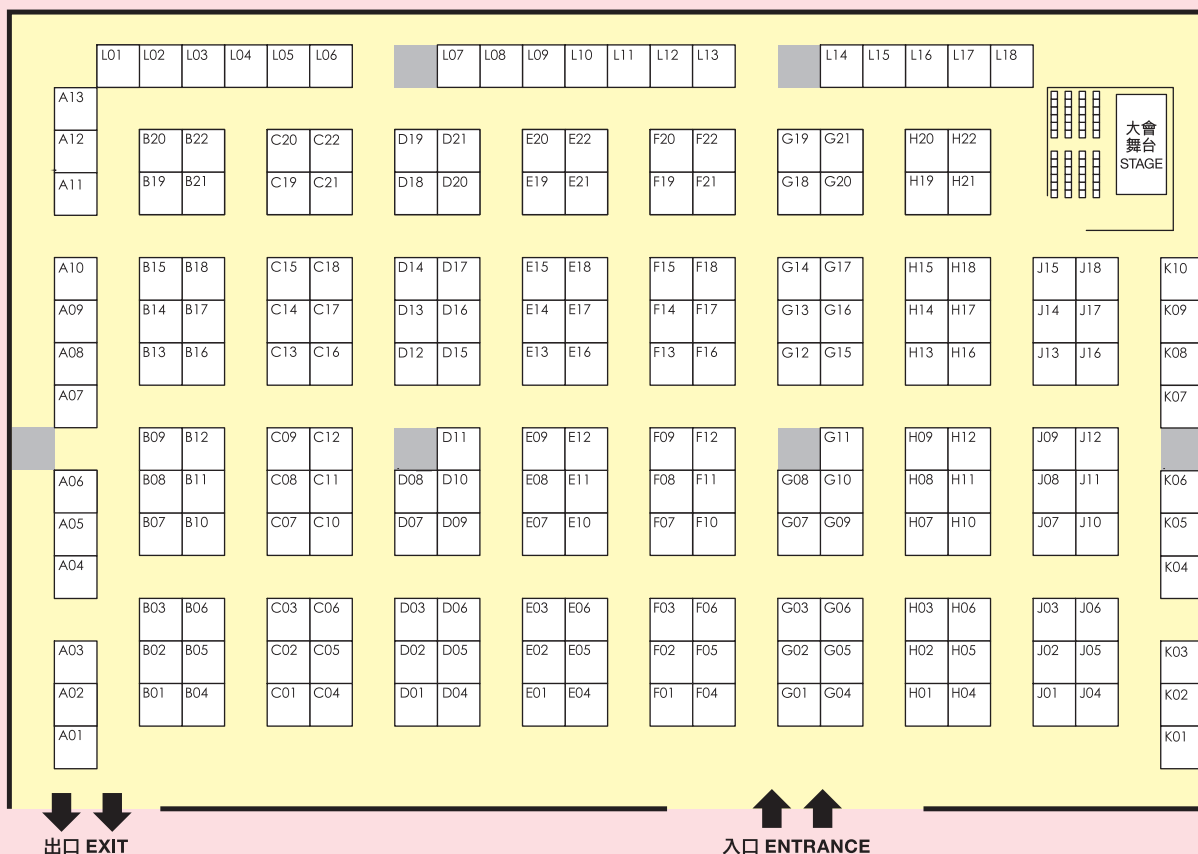 L01 L02 L03 L04 L05 L06 L07 L08 L09 L10 L11 L12 L13 L14 L15 L16 L17 L18
A13
大會
舞台
STAGE
A12 B20 B22 C20 C22 D19 D21 E20 E22 F20 F22 G19 G21 H20 H22
A11 B19 B21 C19 C21 D18 D20 E19 E21 F19 F21 G18 G20 H19 H21
A10 B15 B18 C15 C18 D14 D17 E15 E18 F15 F18 G14 G17 H15 H18 J15 J18 K10
A09 B14 B17 C14 C17 D13 D16 E14 E17 F14 F17 G13 G16 H14 H17 J14 J17 K09
A08 B13 B16 C13 C16 D12 D15 E13 E16 F13 F16 G12 G15 H13 H16 J13 J16 K08
A07 K07
B09 B12 C09 C12 D11 E09 E12 F09 F12 G11 H09 H12 J09 J12
A06 B08 B11 C08 C11 D08 D10 E08 E11 F08 F11 G08 G10 H08 H11 J08 J11 K06
A05 B07 B10 C07 C10 D07 D09 E07 E10 F07 F10 G07 G09 H07 H10 J07 J10 K05
A04 K04
B03 B06 C03 C06 D03 D06 E03 E06 F03 F06 G03 G06 H03 H06 J03 J06
A03 B02 B05 C02 C05 D02 D05 E02 E05 F02 F05 G02 G05 H02 H05 J02 J05 K03
A02 B01 B04 C01 C04 D01 D04 E01 E04 F01 F04 G01 G04 H01 H04 J01 J04 K02
A01 K01
出口 EXIT 入口 ENTRANCE